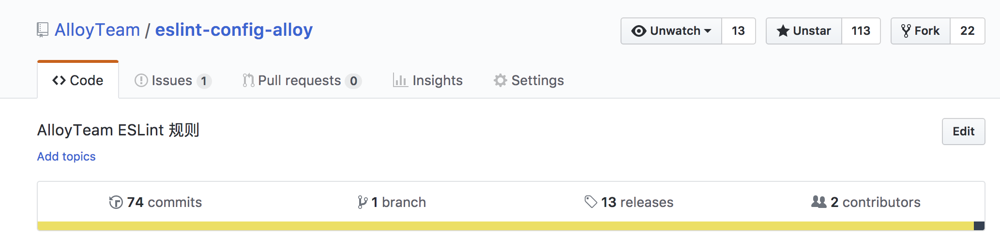 AlloyTeam / eslint-config-alloy Unwatch 13 Unstar 113 Fork 22
Code Issues 1 Pull requests 0 Insights Settings
AlloyTeam ESLint 规则 Edit
Add topics
74 commits 1 branch 13 releases 2 contributors